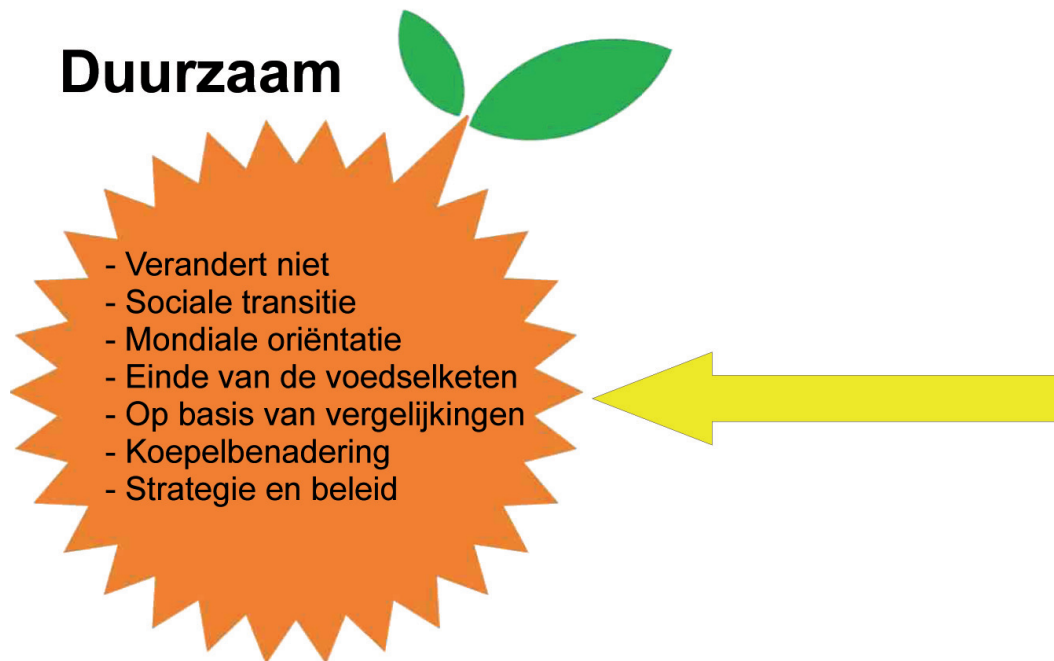 Duurzaam
- Verandert niet
- Sociale transitie
- Mondiale oriëntatie
- Einde van de voedselketen
- Op basis van vergelijkingen
- Koepelbenadering
- Strategie en beleid